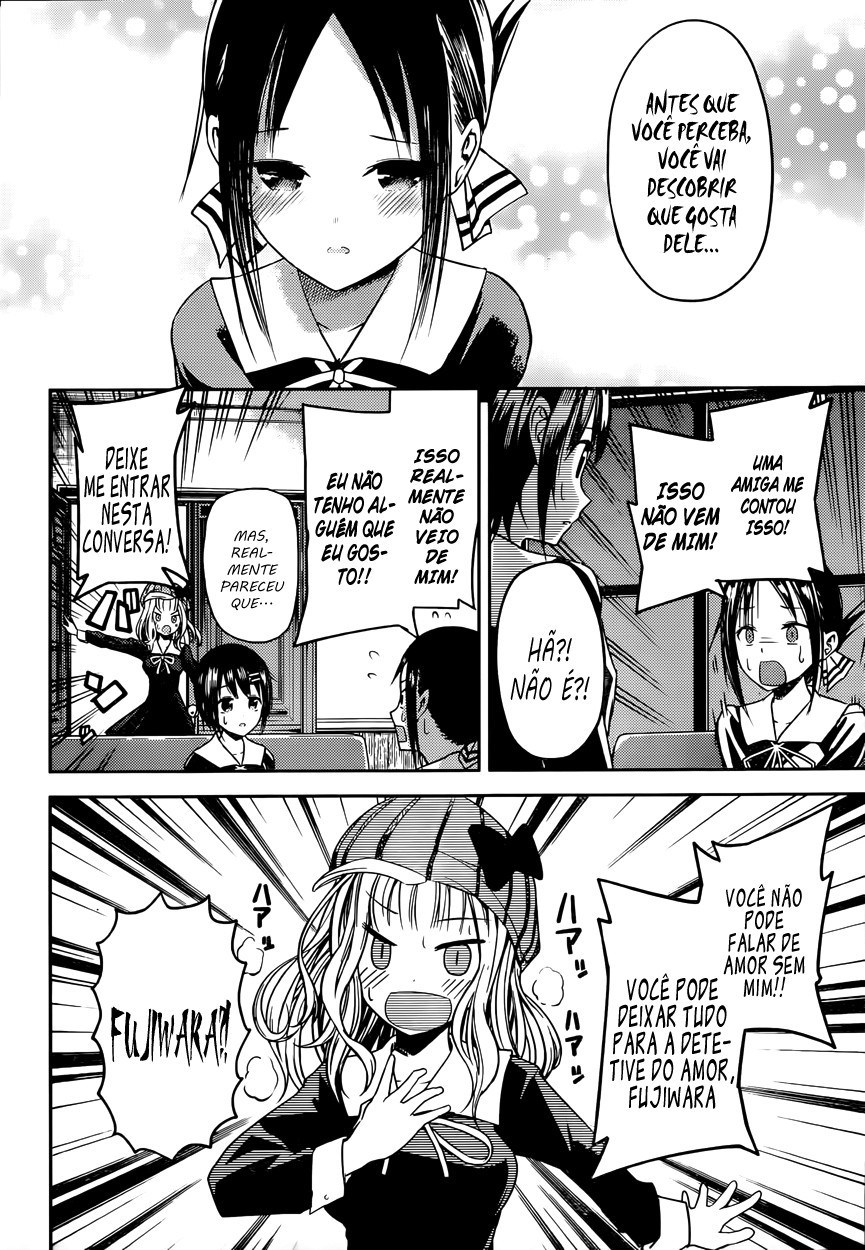 ANTES QUE
VOCÊ PERCEBA,
VOCÊ VAI
DESCOBRIR
QUE GOSTA
DELE...
UMA
AMIGA ME
CONTOU
ISSO!
ISSO
NÃO VEM
DE MIM!
HÃ?!
NÃO É?!
ISSO
REAL-
MENTE
NÃO
VEIO
DE
MIM!
EU NÃO
TENHO AL-
GUÉM QUE
EU GOS-
TO!!
MAS,
REAL-
MENTE
PARECEU
QUE...
DEIXE
ME ENTRAR
NESTA
CONVERSA!
バババ
VOCÊ NÃO
PODE
FALAR DE
AMOR SEM
MIM!!
VOCÊ PODE
DEIXAR TUDO
PARA A DETE-
TIVE DO AMOR,
FUJIWARA
ハアッ
ハアッ
ハアッ
FUJIWARA?!